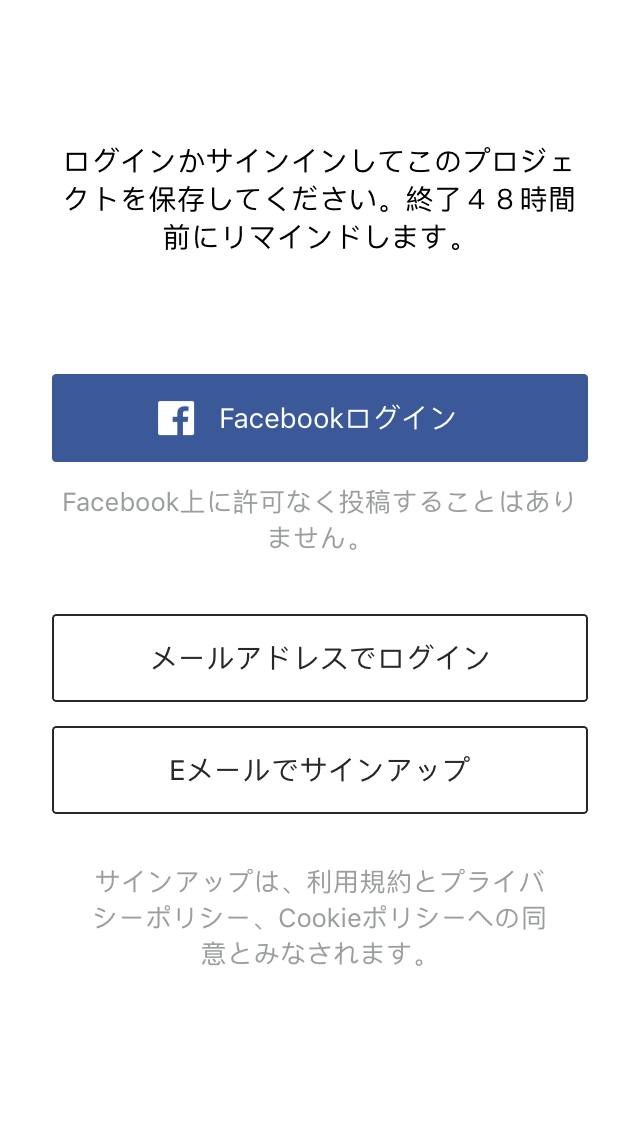 ログインかサインインしてこのプロジェ
クトを保存してください。終了４８時間
前にリマインドします。
Facebookログイン
Facebook上に許可なく投稿することはあり
ません。
メールアドレスでログイン
Eメールでサインアップ
サインアップは、利用規約とプライバ
シーポリシー、Cookieポリシーへの同
意とみなされます。